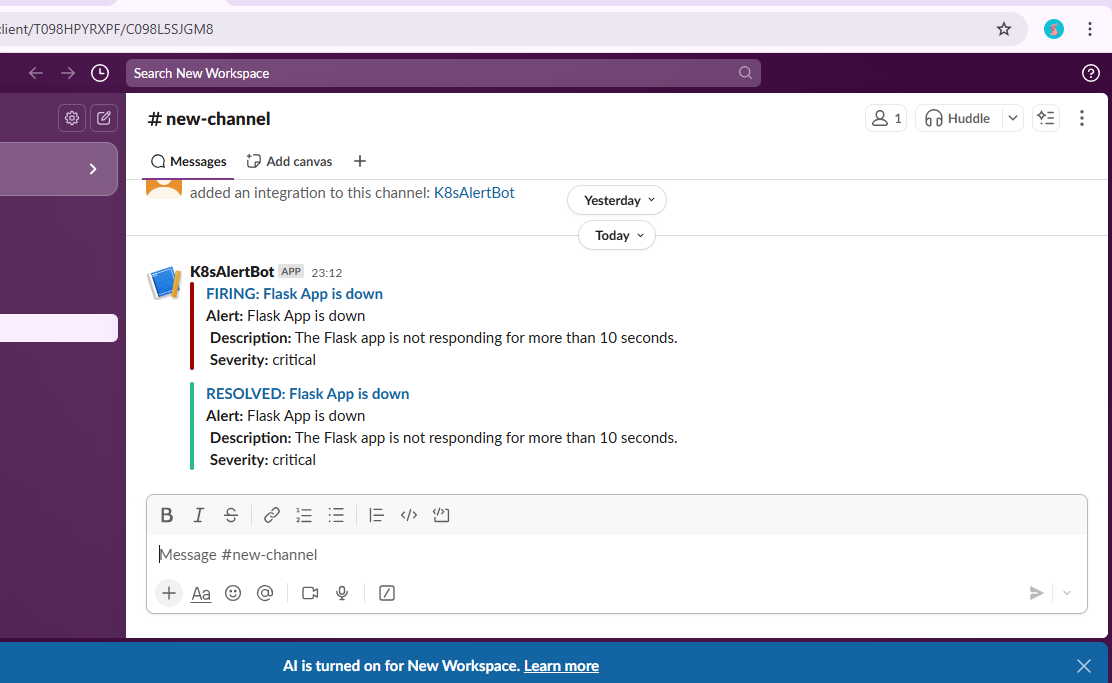 :lient/T098HPYRXPF/C098L5SJGM8
Search New Workspace
# new-channel
1
Huddle
Messages
Add canvas
added an integration to this channel: K8sAlertBot
Yesterday
Today
K8sAlertBot APP 23:12
FIRING: Flask App is down
Alert: Flask App is down
Description: The Flask app is not responding for more than 10 seconds.
Severity: critical
RESOLVED: Flask App is down
Alert: Flask App is down
Description: The Flask app is not responding for more than 10 seconds.
Severity: critical
Message #new-channel
Aa
AI is turned on for New Workspace. Learn more